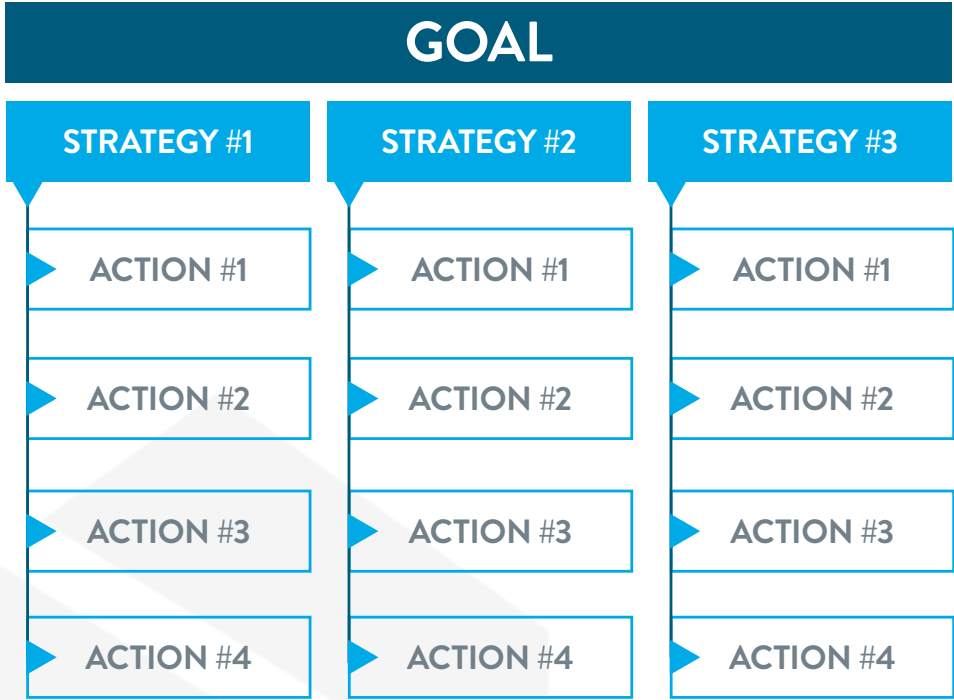 GOAL
STRATEGY #1
STRATEGY #2
STRATEGY #3
ACTION #1
ACTION #1
ACTION #1
ACTION #2
ACTION #2
ACTION #2
ACTION #3
ACTION #3
ACTION #3
ACTION #4
ACTION #4
ACTION #4